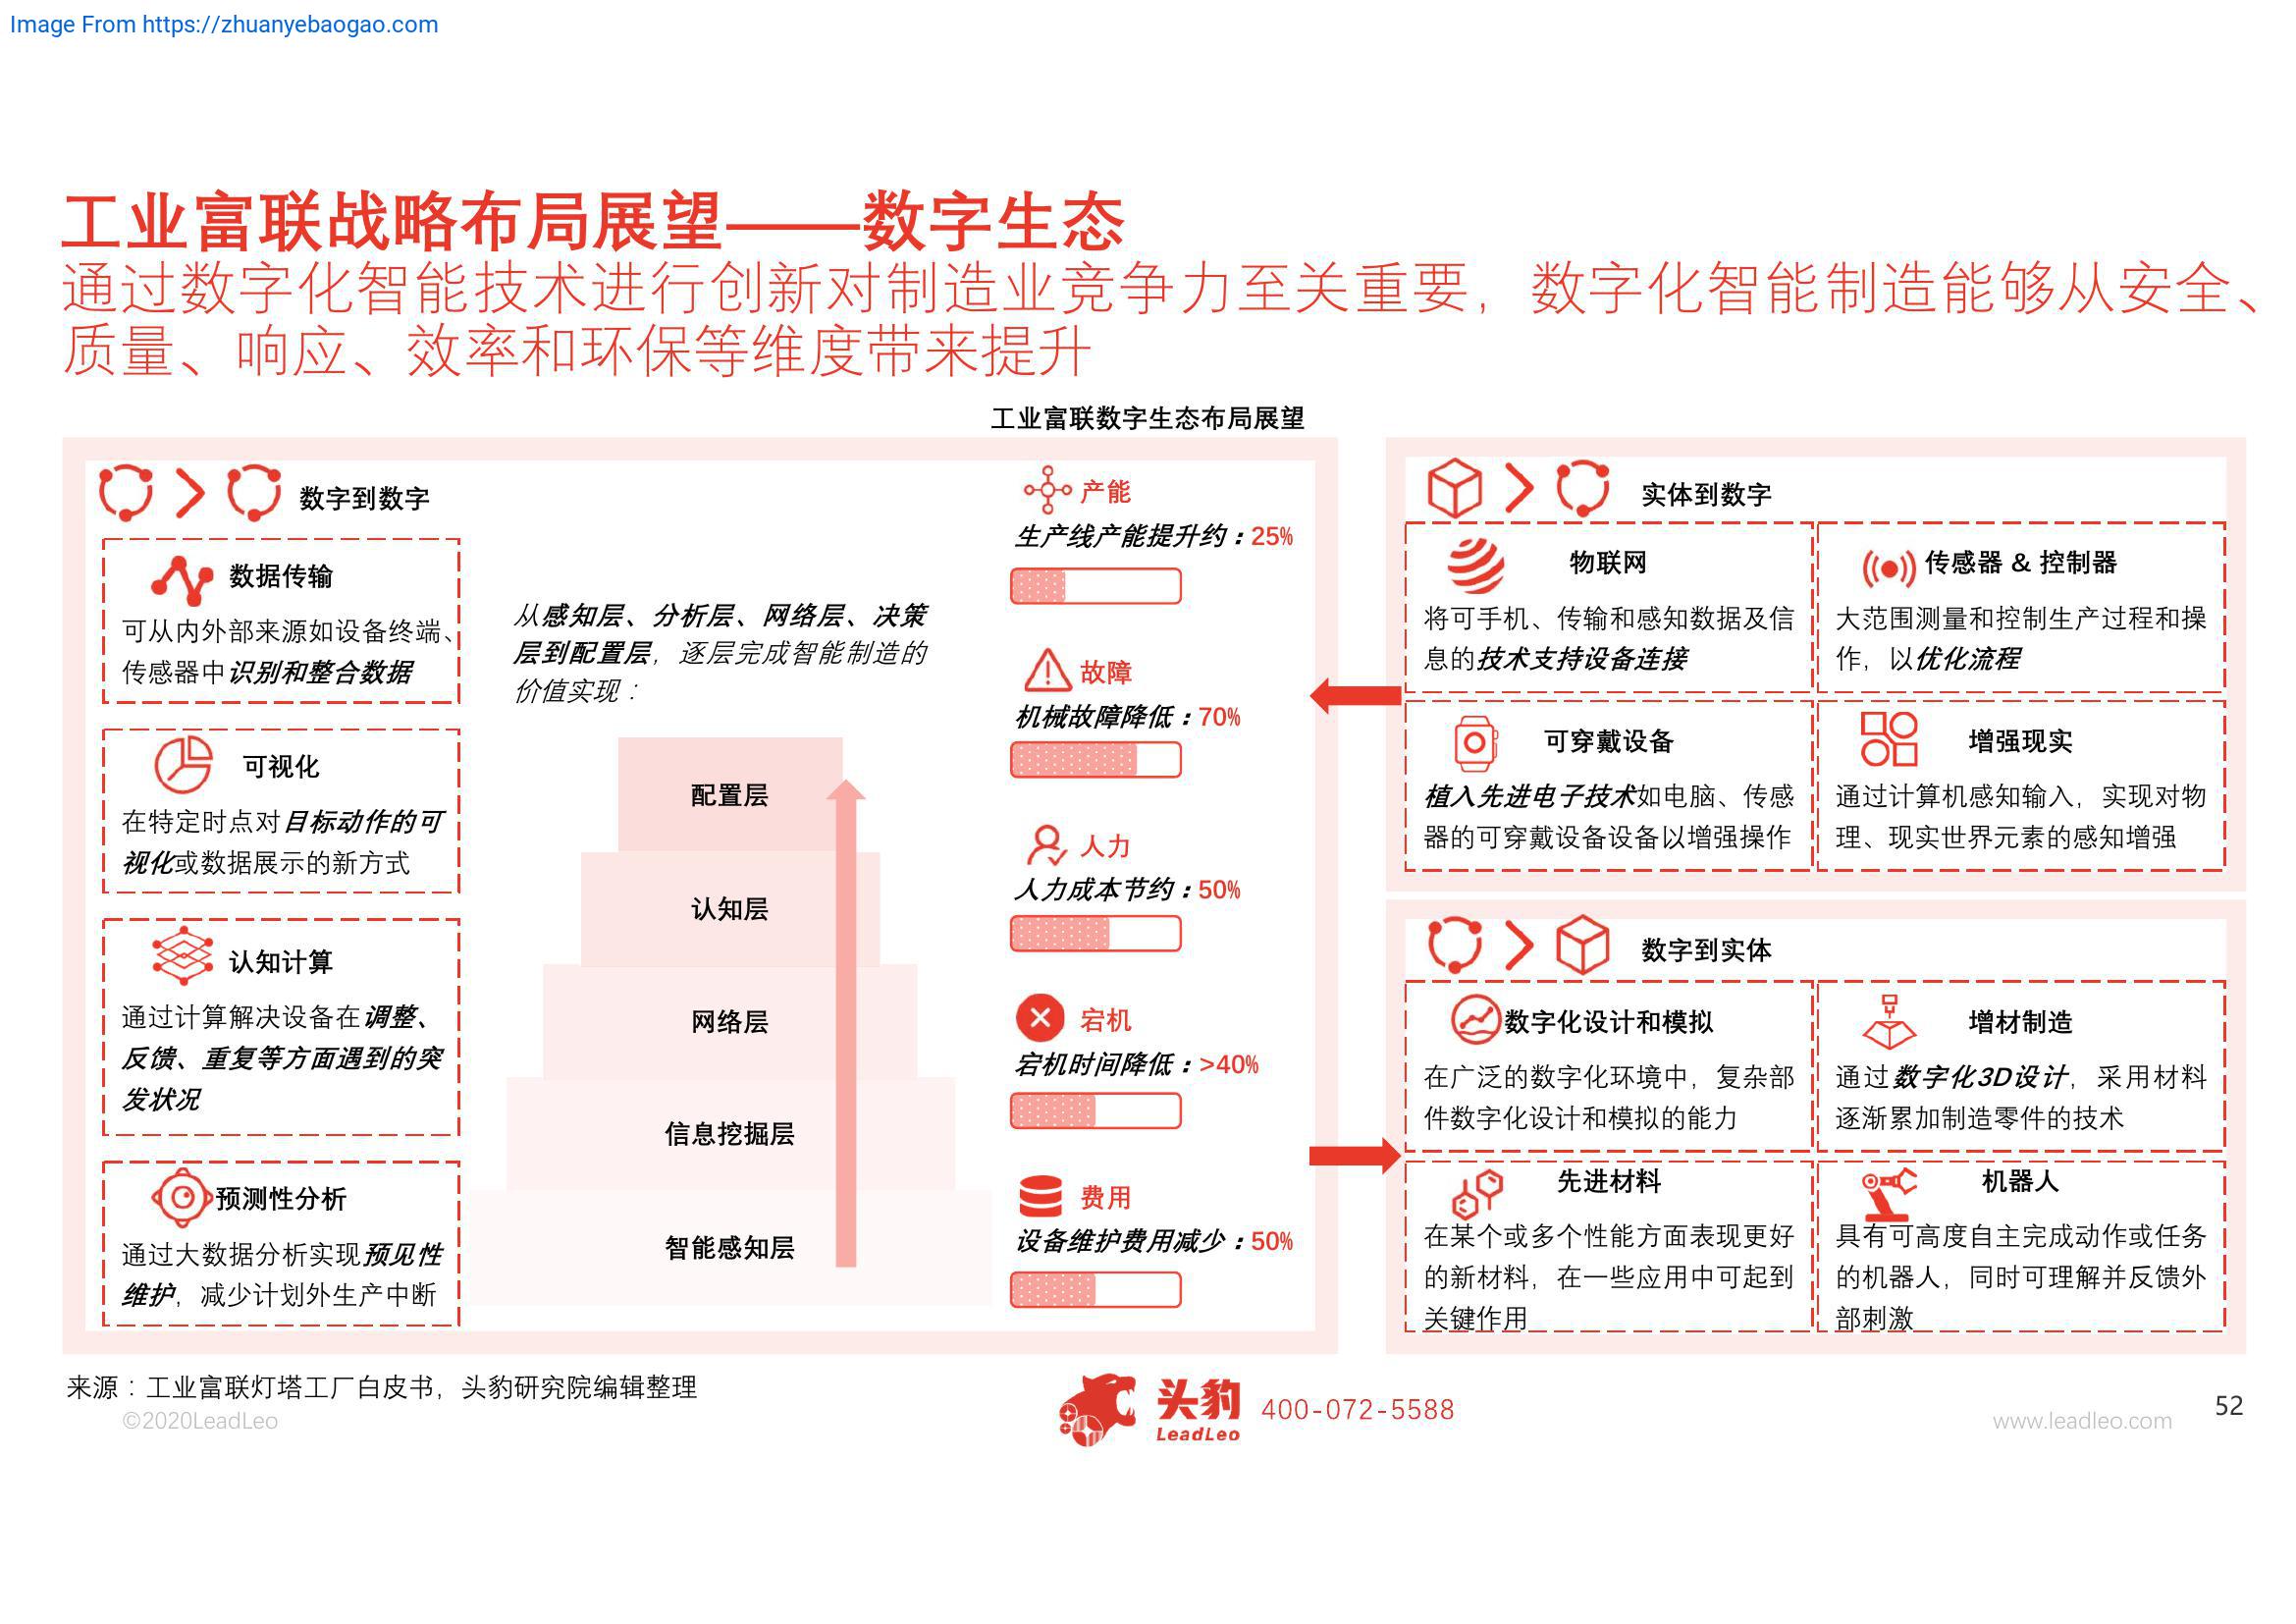 Image From https://zhuanyebaogao.com
工业富联战略布局展望——数字生态
通过数字化智能技术进行创新对制造业竞争力至关重要，数字化智能制造能够从安全、
质量、响应、效率和环保等维度带来提升
工业富联数字生态布局展望
数字到数字
数据传输
可从内外部来源如设备终端、
传感器中识别和整合数据
可视化
在特定时点对目标动作的可
视化或数据展示的新方式
认知计算
通过计算解决设备在调整、
反馈、重复等方面遇到的突
发状况
预测性分析
通过大数据分析实现预见性
维护，减少计划外生产中断
从感知层、分析层、网络层、决策
层到配置层，逐层完成智能制造的
价值实现：
配置层
认知层
网络层
信息挖掘层
智能感知层
产能
生产线产能提升约：25%
故障
机械故障降低：70%
人力
人力成本节约：50%
宕机
宕机时间降低：>40%
费用
设备维护费用减少：50%
实体到数字
物联网
将可手机、传输和感知数据及信
息的技术支持设备连接
传感器 & 控制器
大范围测量和控制生产过程和操
作，以优化流程
可穿戴设备
植入先进电子技术如电脑、传感
器的可穿戴设备设备以增强操作
增强现实
通过计算机感知输入，实现对物
理、现实世界元素的感知增强
数字到实体
数字化设计和模拟
在广泛的数字化环境中，复杂部
件数字化设计和模拟的能力
增材制造
通过数字化3D设计，采用材料
逐渐累加制造零件的技术
先进材料
在某个或多个性能方面表现更好
的新材料，在一些应用中可起到
关键作用
机器人
具有可高度自主完成动作或任务
的机器人，同时可理解并反馈外
部刺激
来源：工业富联灯塔工厂白皮书，头豹研究院编辑整理
©2020LeadLeo
头豹
LeadLeo
400-072-5588
www.leadleo.com
52